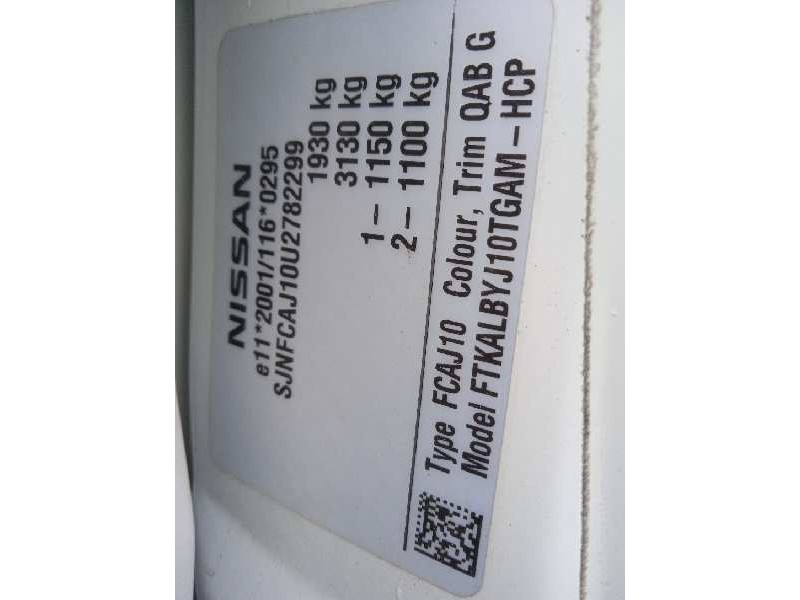 NISSAN
e11*2001/116*0295
SJNFCAJ10U2782299
1930 kg
3130 kg
1– 1150 kg
2– 1100 kg
Type FCAJ10 Colour, Trim QAB G
Model FTKALBYJ10TGAM–HCP